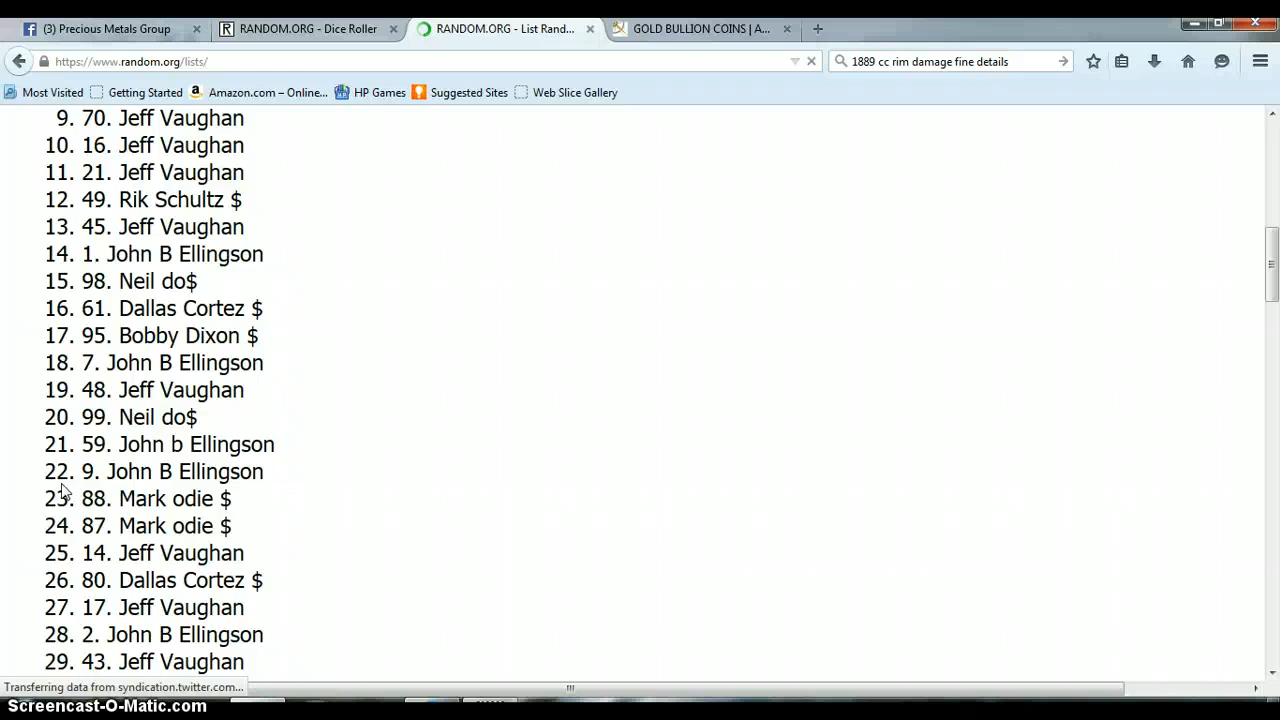 (3) Precious Metals Group
RANDOM.ORG - Dice Roller
RANDOM.ORG - List Rand...
GOLD BULLION COINS | A...
https://www.random.org/lists/
1889 cc rim damage fine details
Most Visited
Getting Started
Amazon.com – Online...
HP Games
Suggested Sites
Web Slice Gallery
9. 70. Jeff Vaughan
10. 16. Jeff Vaughan
11. 21. Jeff Vaughan
12. 49. Rik Schultz $
13. 45. Jeff Vaughan
14. 1. John B Ellingson
15. 98. Neil do$
16. 61. Dallas Cortez $
17. 95. Bobby Dixon $
18. 7. John B Ellingson
19. 48. Jeff Vaughan
20. 99. Neil do$
21. 59. John b Ellingson
22. 9. John B Ellingson
23. 88. Mark odie $
24. 87. Mark odie $
25. 14. Jeff Vaughan
26. 80. Dallas Cortez $
27. 17. Jeff Vaughan
28. 2. John B Ellingson
29. 43. Jeff Vaughan
Transferring data from syndication.twitter.com...
Screencast-O-Matic.com